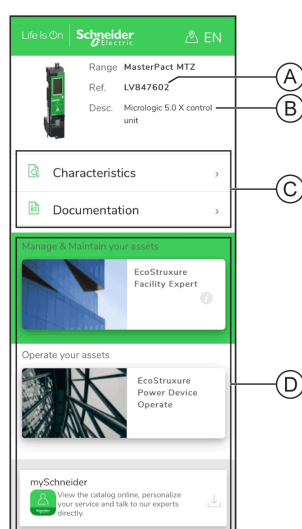 Life Is On Schneider Electric EN
Range MasterPact MTZ
Ref. LV847602
A
Desc. Micrologic 5.0 X control
unit
B
Characteristics
C
Documentation
Manage & Maintain your assets
EcoStruxure
Facility Expert
Operate your assets
EcoStruxure
Power Device
Operate
D
mySchneider
View the catalog online, personalize
your service and talk to our experts
directly.